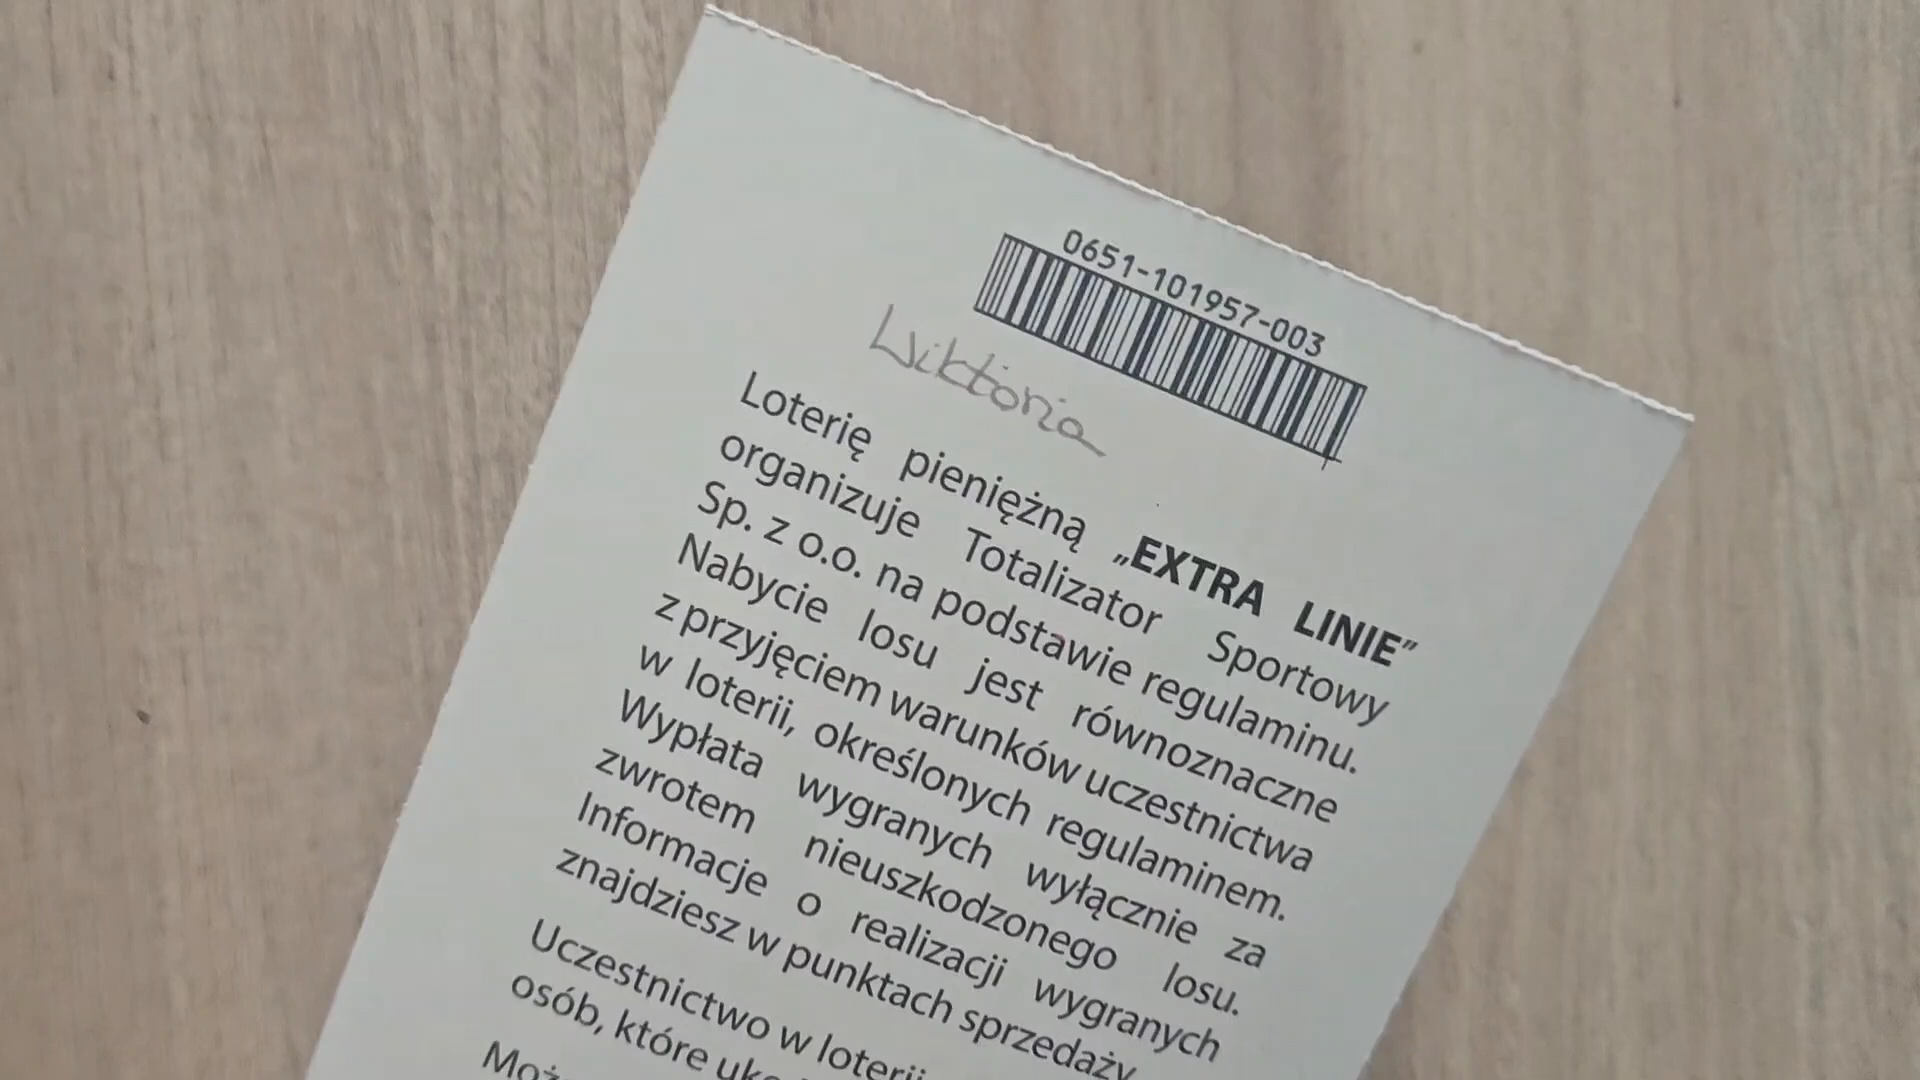 0651-101957-003
Wiktoria
Loterię pieniężną „EXTRA LINIE”
organizuje Totalizator Sportowy
Sp. z o.o. na podstawie regulaminu.
Nabycie losu jest równoznaczne
z przyjęciem warunków uczestnictwa
w loterii, określonych regulaminem.
Wypłata wygranych wyłącznie za
zwrotem nieuszkodzonego losu.
Informacje o realizacji wygranych
znajdziesz w punktach sprzedaży
Uczestnictwo w loterii
osób, które